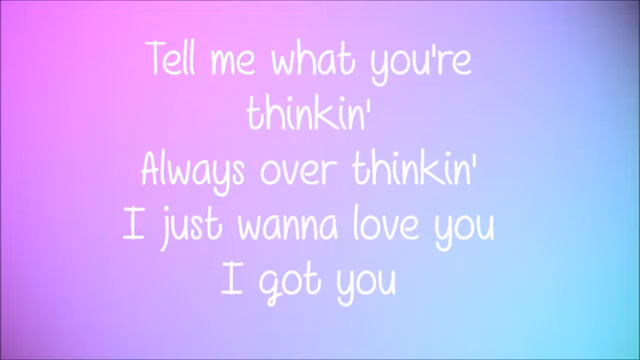 Tell me what you're
thinkin'
Always over thinkin'
I just wanna love you
I got you